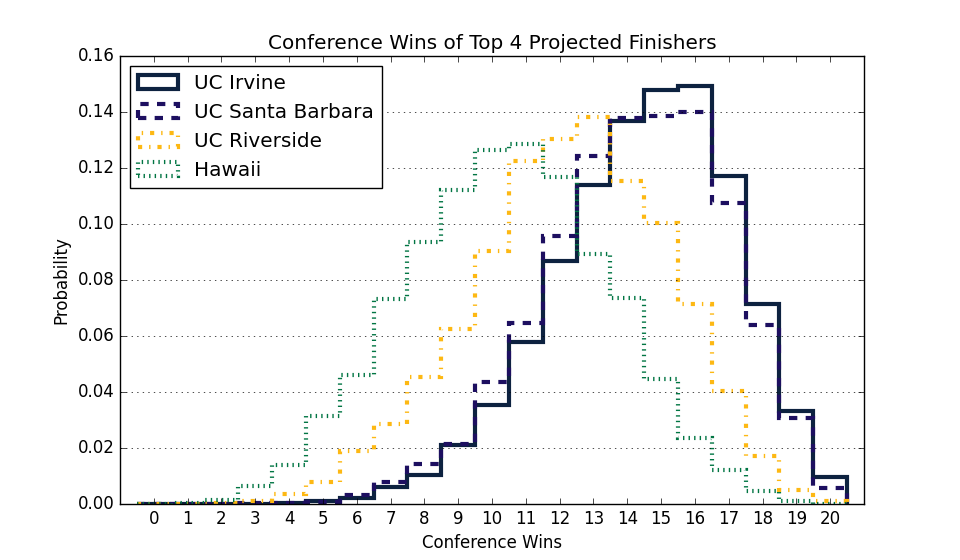 Conference Wins of Top 4 Projected Finishers
0.16
0.14
0.12
0.10
0.08
0.06
0.04
0.02
0.00
Probability
UC Irvine
UC Santa Barbara
UC Riverside
Hawaii
0 1 2 3 4 5 6 7 8 9 10 11 12 13 14 15 16 17 18 19 20
Conference Wins